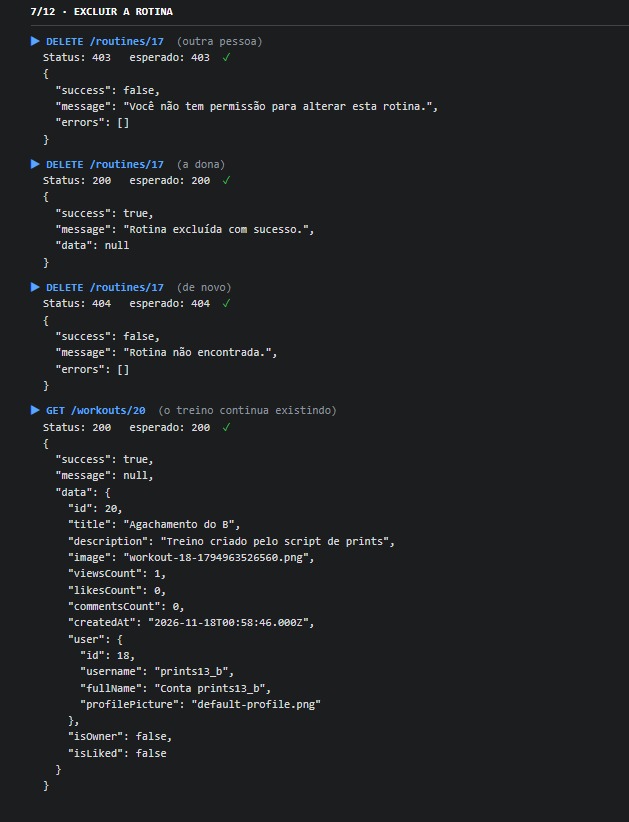 7/12 · EXCLUIR A ROTINA
▶ DELETE /routines/17 (outra pessoa)
Status: 403 esperado: 403 ✓
{
"success": false,
"message": "Você não tem permissão para alterar esta rotina.",
"errors": []
}
▶ DELETE /routines/17 (a dona)
Status: 200 esperado: 200 ✓
{
"success": true,
"message": "Rotina excluída com sucesso.",
"data": null
}
▶ DELETE /routines/17 (de novo)
Status: 404 esperado: 404 ✓
{
"success": false,
"message": "Rotina não encontrada.",
"errors": []
}
▶ GET /workouts/20 (o treino continua existindo)
Status: 200 esperado: 200 ✓
{
"success": true,
"message": null,
"data": {
"id": 20,
"title": "Agachamento do B",
"description": "Treino criado pelo script de prints",
"image": "workout-18-1794963526560.png",
"viewsCount": 1,
"likesCount": 0,
"commentsCount": 0,
"createdAt": "2026-11-18T00:58:46.000Z",
"user": {
"id": 18,
"username": "prints13_b",
"fullName": "Conta prints13_b",
"profilePicture": "default-profile.png"
},
"isOwner": false,
"isLiked": false
}
}